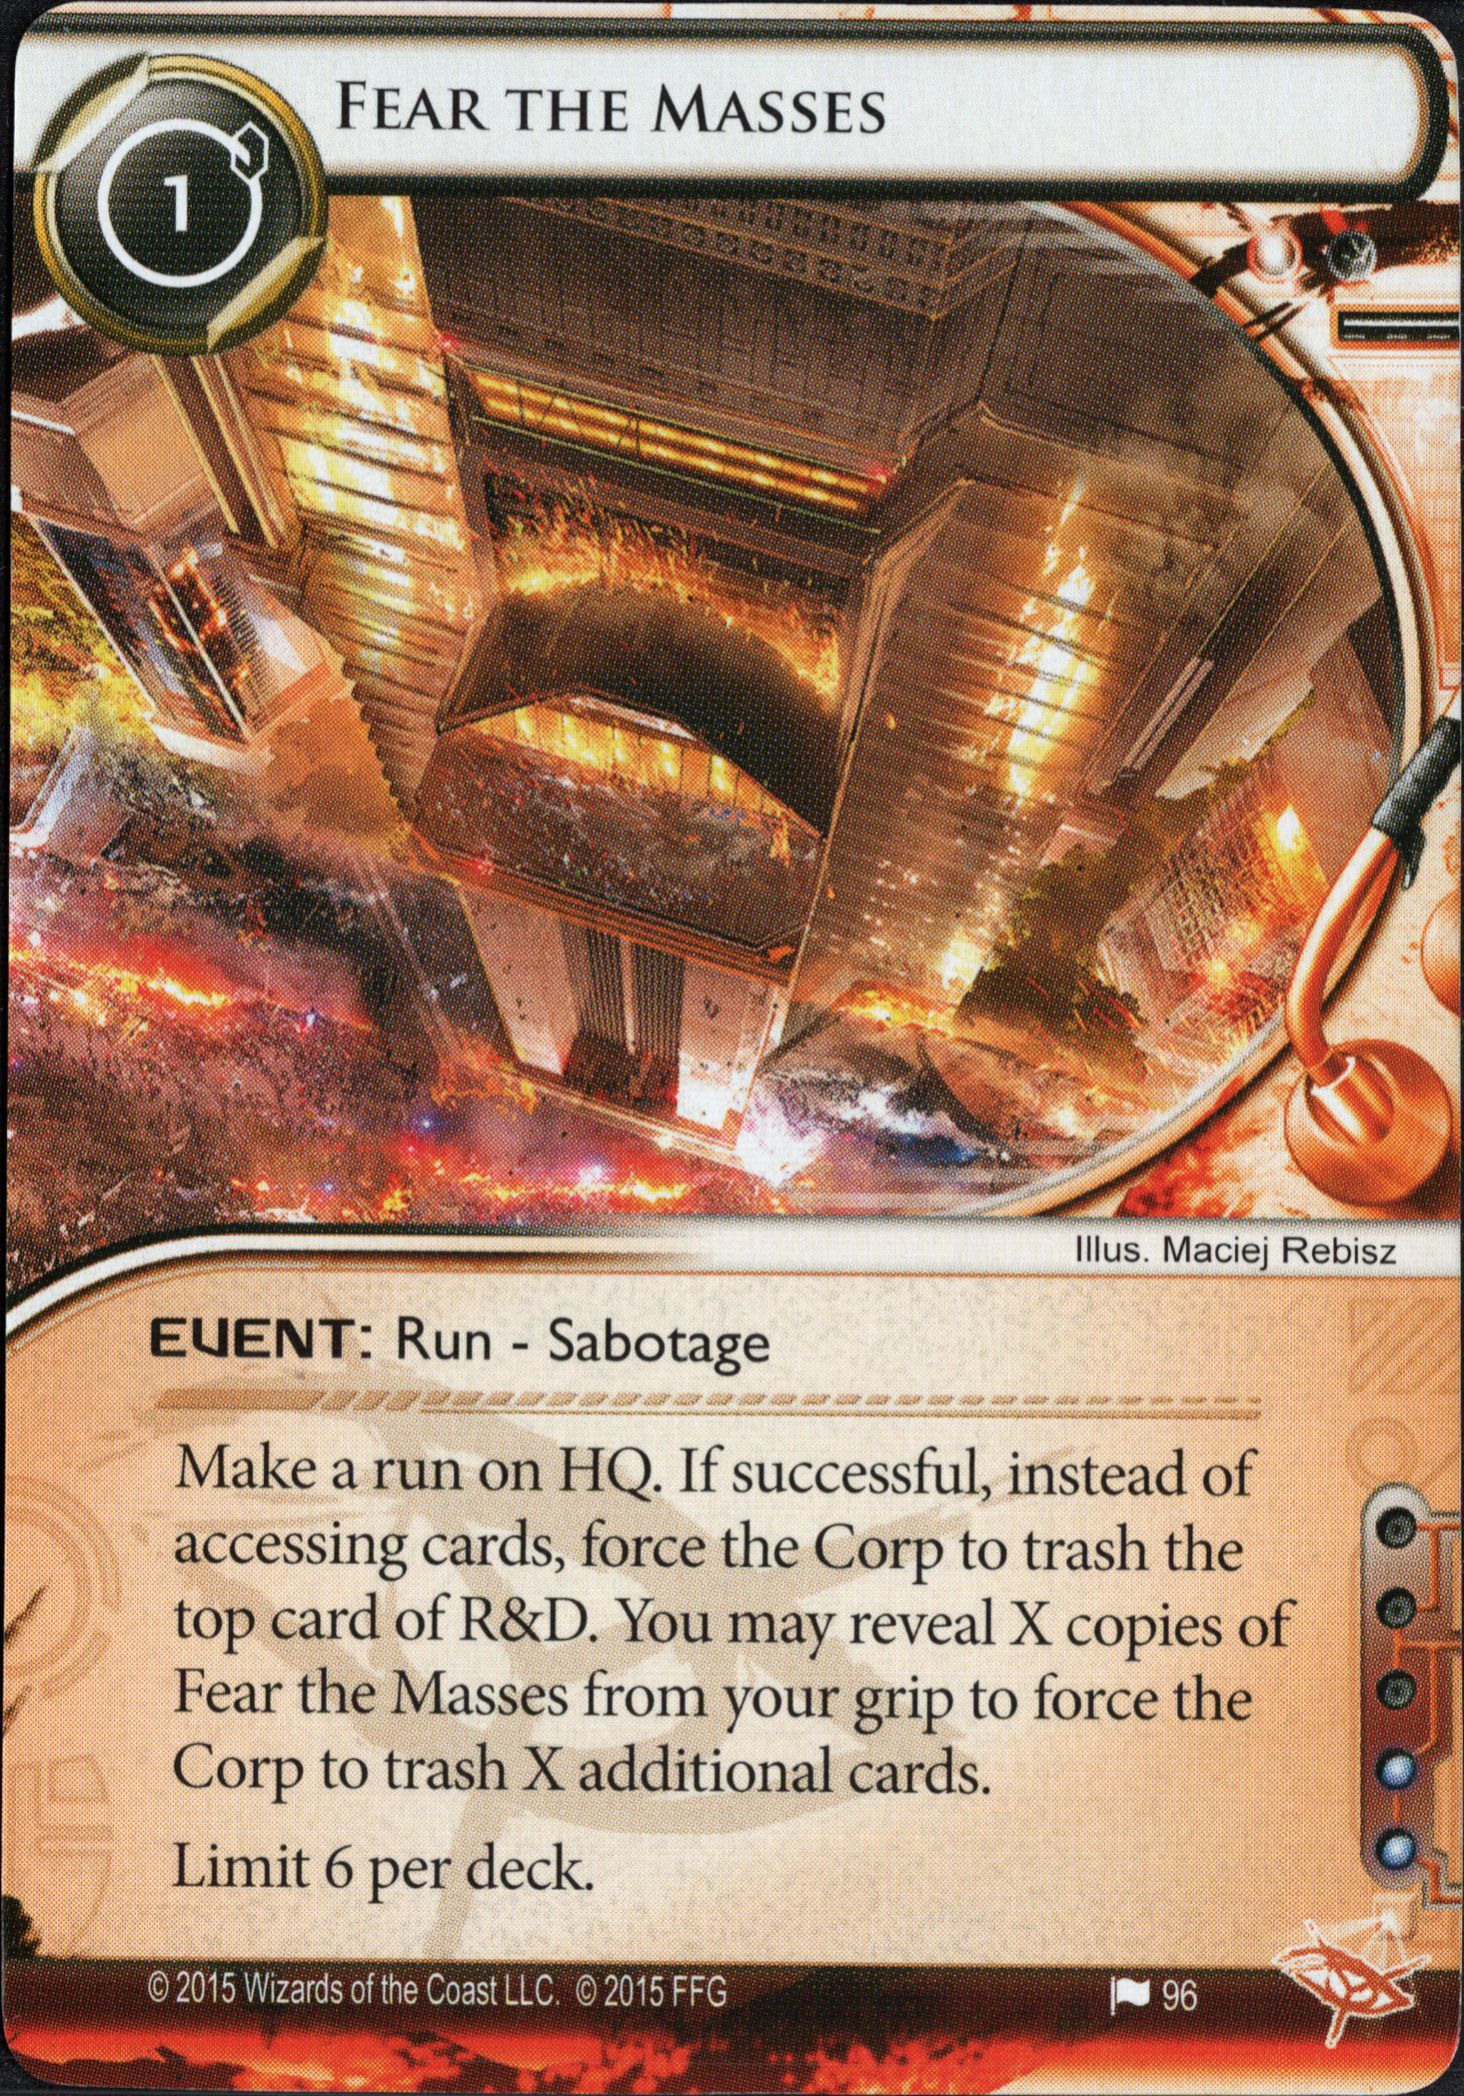 1
FEAR THE MASSES
Illus. Maciej Rebisz
EVENT: Run - Sabotage
Make a run on HQ. If successful, instead of
accessing cards, force the Corp to trash the
top card of R&D. You may reveal X copies of
Fear the Masses from your grip to force the
Corp to trash X additional cards.
Limit 6 per deck.
© 2015 Wizards of the Coast LLC. © 2015 FFG
96